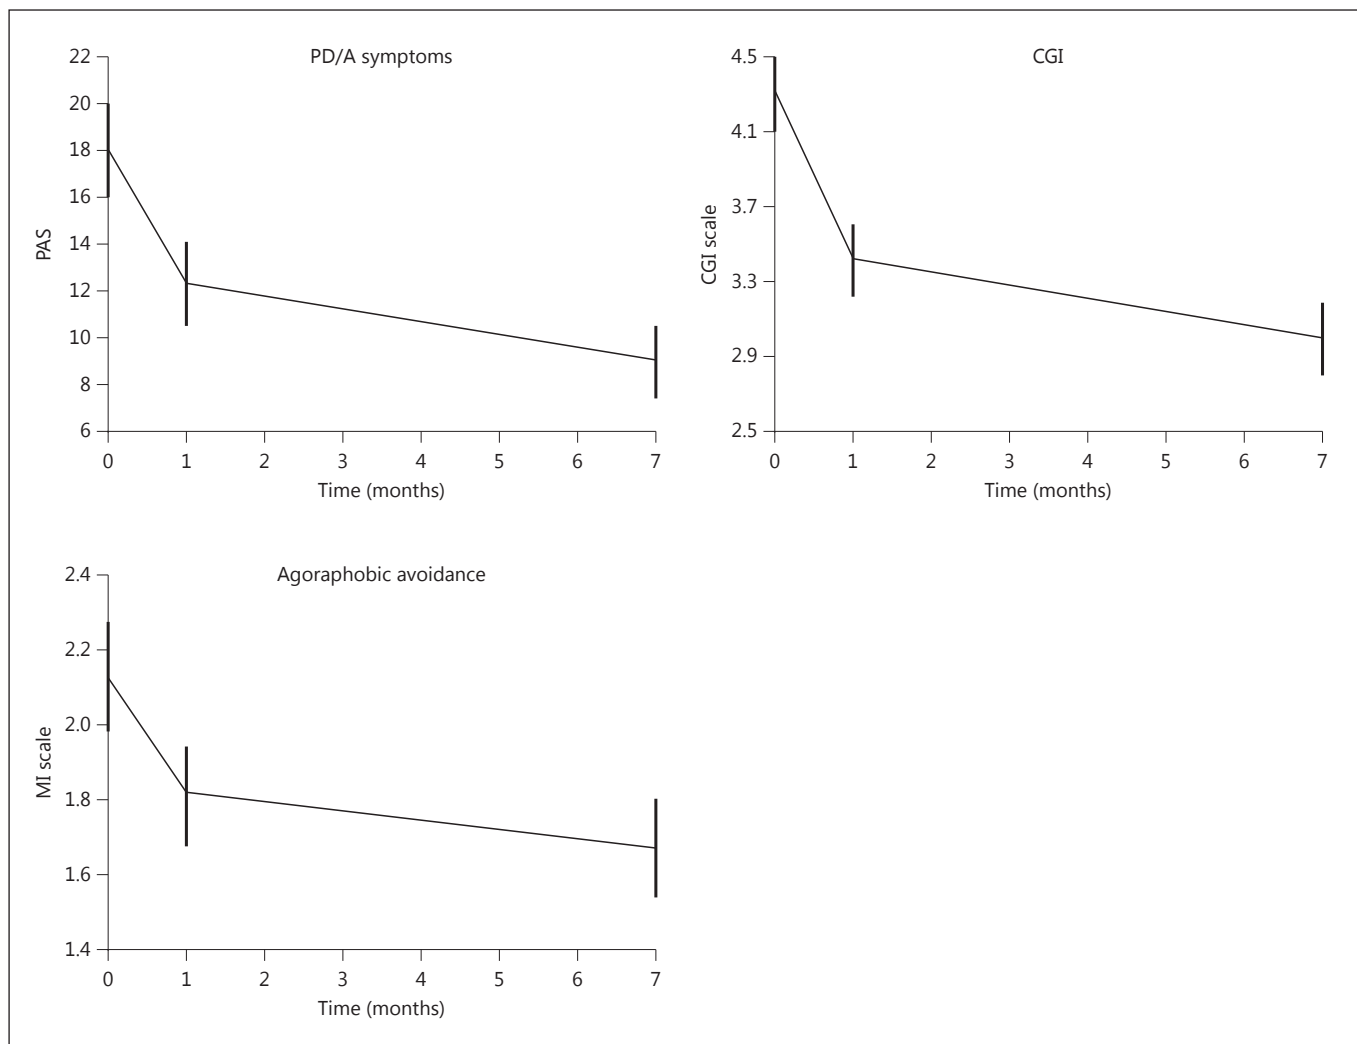 PD/A symptoms
22
20
18
16
14
12
10
8
6
PAS
0 1 2 3 4 5 6 7
Time (months)
CGI
4.5
4.1
3.7
3.3
2.9
2.5
CGI scale
0 1 2 3 4 5 6 7
Time (months)
Agoraphobic avoidance
2.4
2.2
2.0
1.8
1.6
1.4
MI scale
0 1 2 3 4 5 6 7
Time (months)